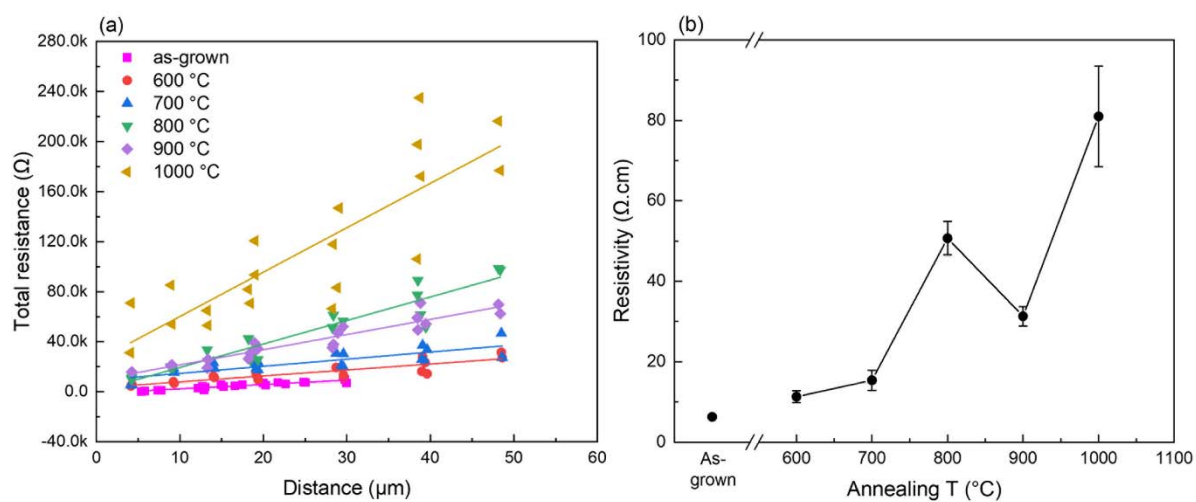 (a)
280.0k
240.0k
200.0k
160.0k
120.0k
80.0k
40.0k
0.0
-40.0k
Total resistance (Ω)
as-grown
600 °C
700 °C
800 °C
900 °C
1000 °C
0 10 20 30 40 50 60
Distance (µm)
(b)
100
80
60
40
20
0
Resistivity (Ω.cm)
As-
grown
600 700 800 900 1000 1100
Annealing T (°C)